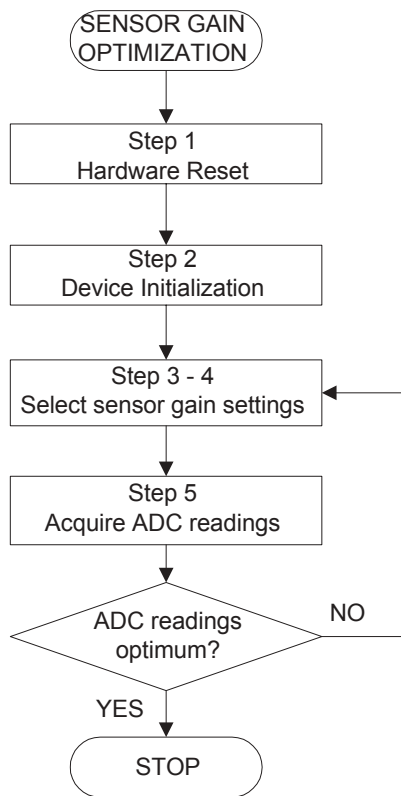 SENSOR GAIN
OPTIMIZATION
Step 1
Hardware Reset
Step 2
Device Initialization
Step 3 - 4
Select sensor gain settings
Step 5
Acquire ADC readings
ADC readings
optimum?
NO
YES
STOP